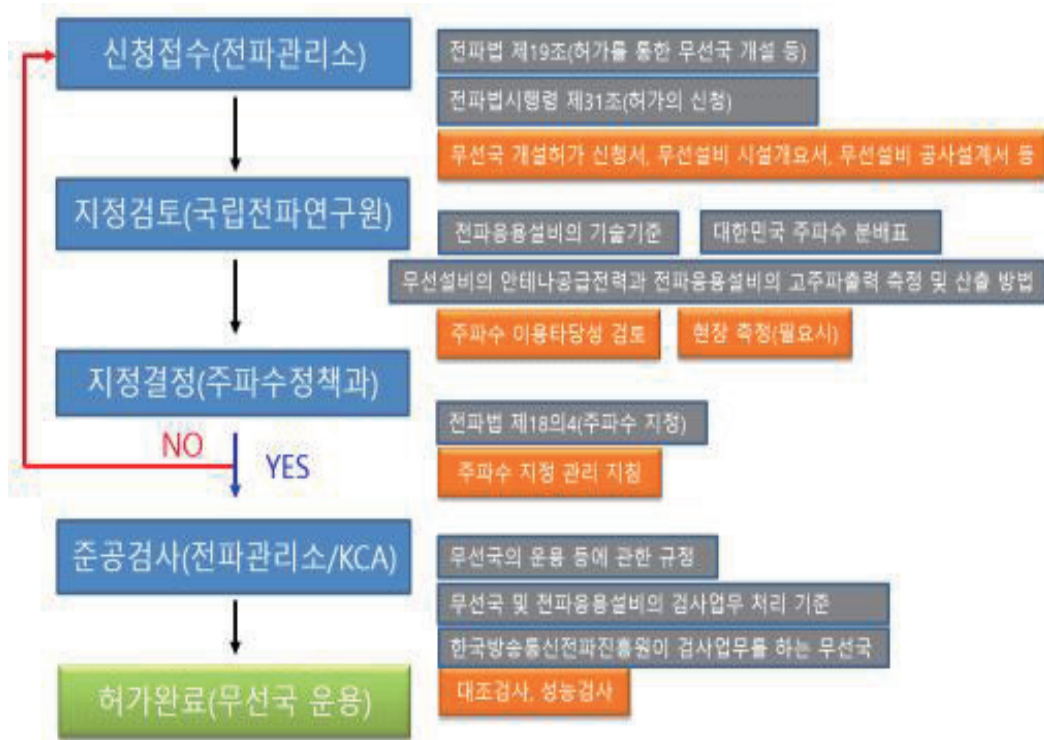 신청접수(전파관리소)
전파법 제19조(허가를 통한 무선국 개설 등)
전파법시행령 제31조(허가의 신청)
무선국 개설허가 신청서, 무선설비 시설개요서, 무선설비 공사설계서 등
지정검토(국립전파연구원)
전파응용설비의 기술기준
대한민국 주파수 분배표
무선설비의 안테나공급전력과 전파응용설비의 고주파출력 측정 및 산출 방법
주파수 이용타당성 검토
현장 측정(필요시)
지정결정(주파수정책과)
전파법 제18의4(주파수 지정)
주파수 지정 관리 지침
NO
YES
준공검사(전파관리소/KCA)
무선국의 운용 등에 관한 규정
무선국 및 전파응용설비의 검사업무 처리 기준
한국방송통신전파진흥원이 검사업무를 하는 무선국
대조검사, 성능검사
허가완료(무선국 운용)